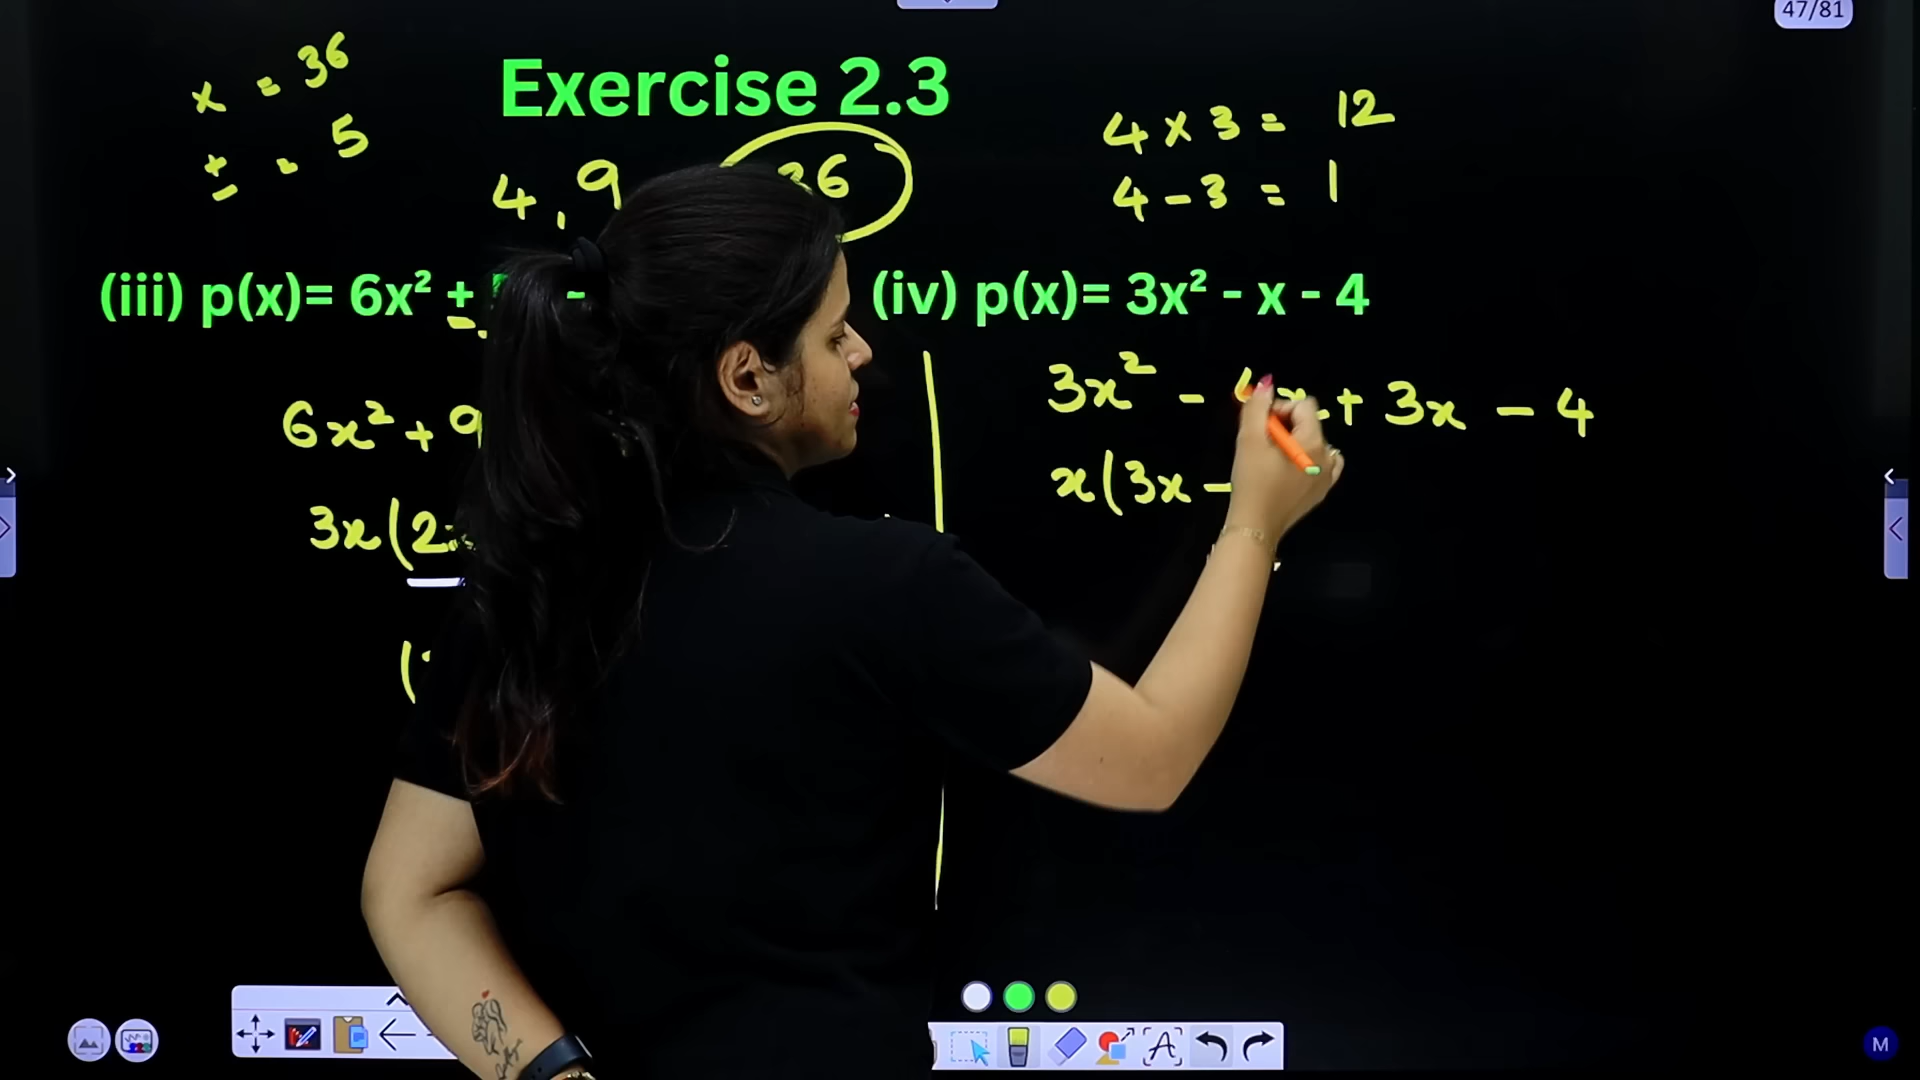 47/81
x = 36
± = 5
Exercise 2.3
4 x 3 = 12
4 - 3 = 1
4, 9
36
(iii) p(x)= 6x² +
(iv) p(x)= 3x² - x - 4
6x² + 9
3x² - 4x + 3x - 4
3x(2
x(3x -
(
M